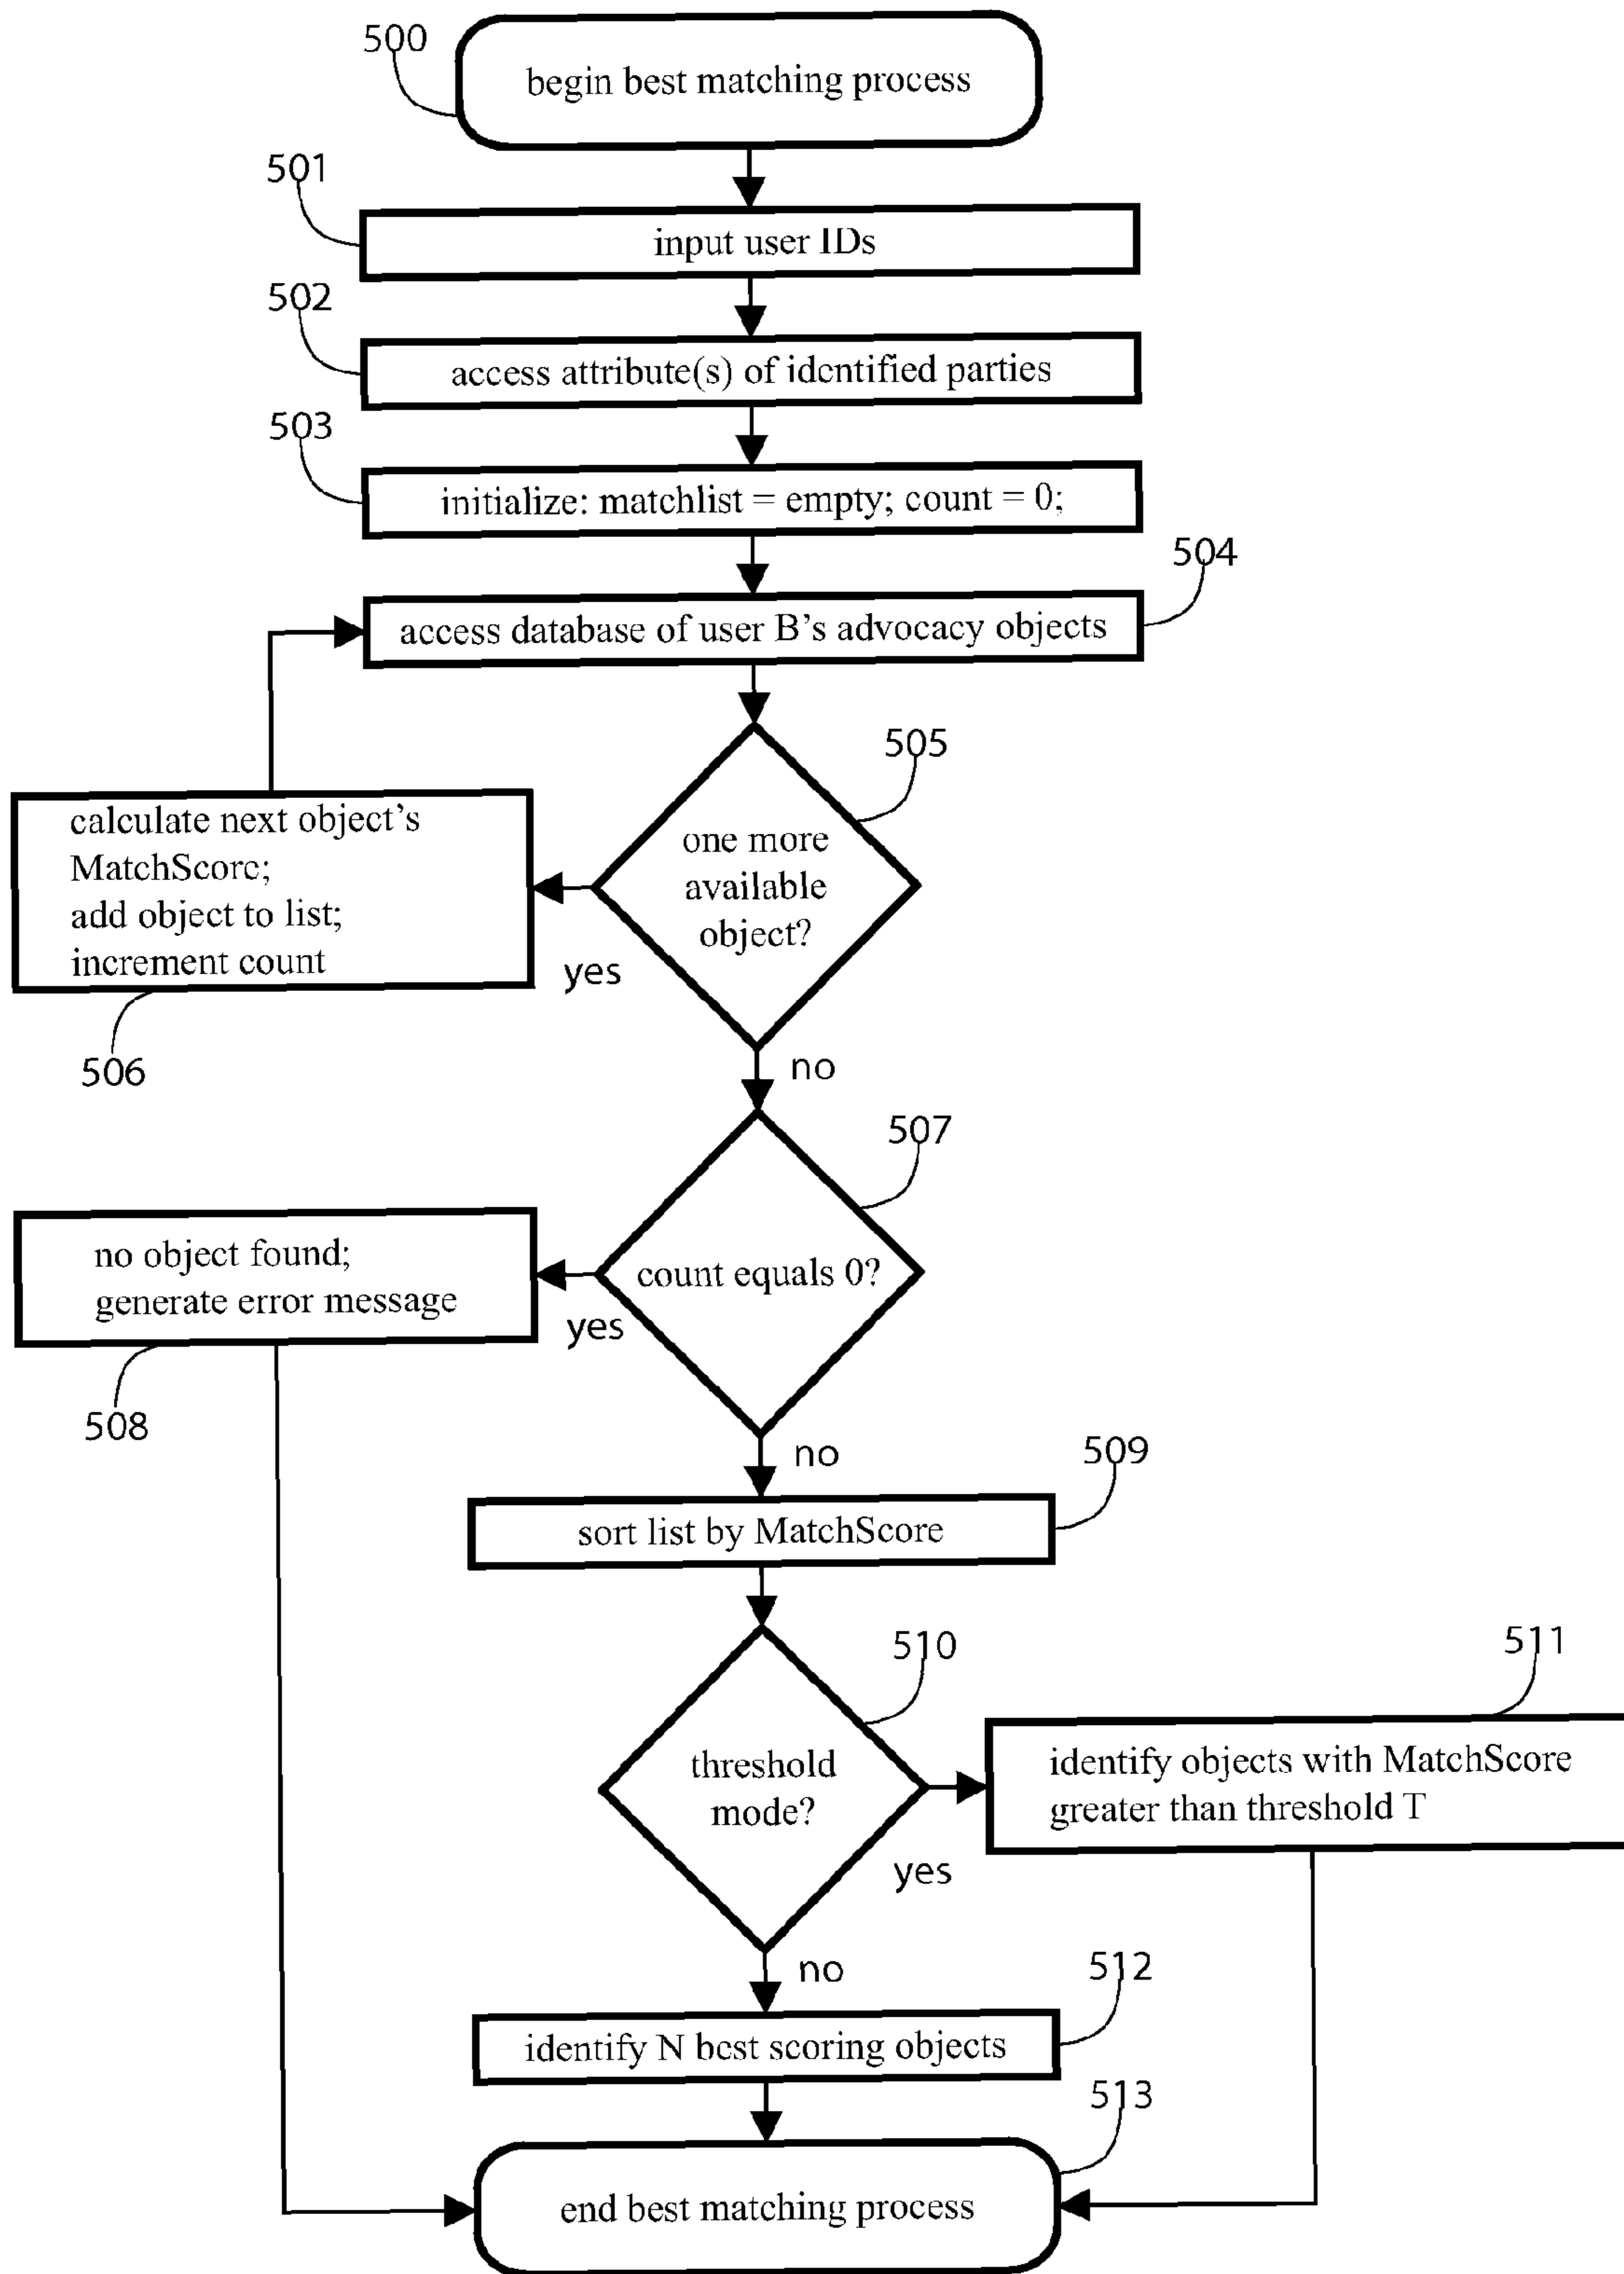 500
begin best matching process
501
input user IDs
502
access attribute(s) of identified parties
503
initialize: matchlist = empty; count = 0;
504
access database of user B's advocacy objects
505
one more
available
object?
calculate next object's
MatchScore;
add object to list;
increment count
yes
506
no
507
count equals 0?
no object found;
generate error message
yes
508
no
509
sort list by MatchScore
510
threshold
mode?
511
identify objects with MatchScore
greater than threshold T
yes
no
512
identify N best scoring objects
513
end best matching process